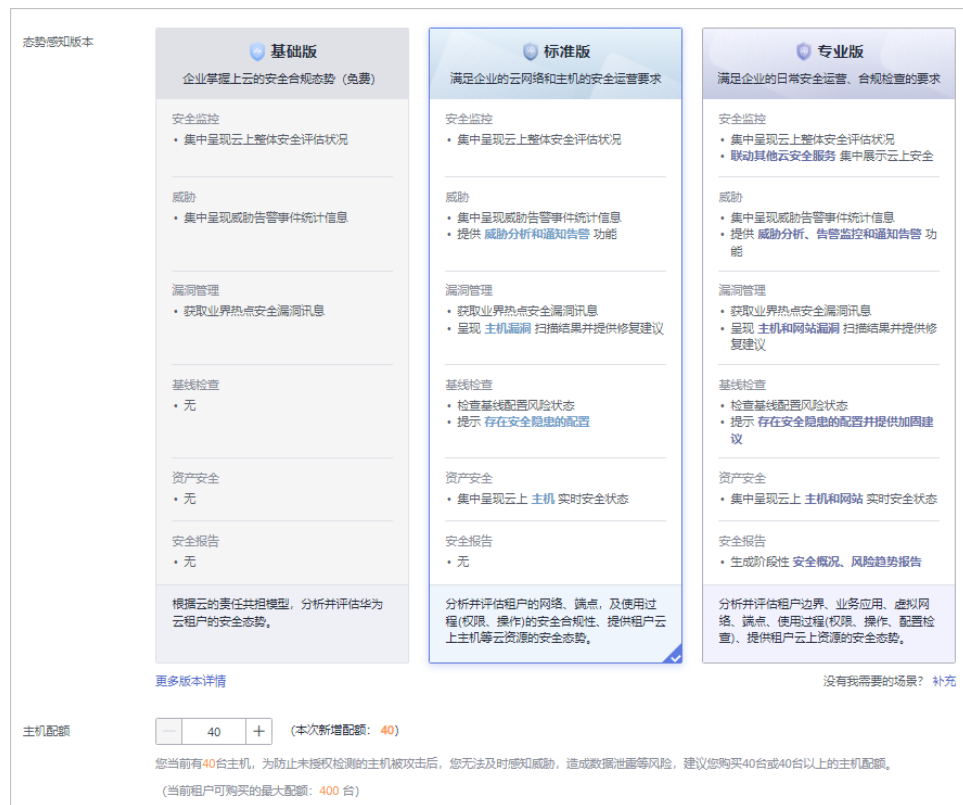 态势感知版本
基础版
企业掌握上云的安全合规态势（免费）
安全监控
• 集中呈现云上整体安全评估状况
威胁
• 集中呈现威胁告警事件统计信息
漏洞管理
• 获取业界热点安全漏洞讯息
基线检查
• 无
资产安全
• 无
安全报告
• 无
根据云的责任共担模型，分析并评估华为
云租户的安全态势。
标准版
满足企业的云网络和主机的安全运营要求
安全监控
• 集中呈现云上整体安全评估状况
威胁
• 集中呈现威胁告警事件统计信息
• 提供 威胁分析和通知告警 功能
漏洞管理
• 获取业界热点安全漏洞讯息
• 呈现 主机漏洞 扫描结果并提供修复建议
基线检查
• 检查基线配置风险状态
• 提示 存在安全隐患的配置
资产安全
• 集中呈现云上 主机 实时安全状态
安全报告
• 无
分析并评估租户的网络、端点，及使用过
程(权限、操作)的安全合规性、提供租户云
上主机等云资源的安全态势。
专业版
满足企业的日常安全运营、合规检查的要求
安全监控
• 集中呈现云上整体安全评估状况
• 联动其他云安全服务 集中展示云上安全
威胁
• 集中呈现威胁告警事件统计信息
• 提供 威胁分析、告警监控和通知告警 功
能
漏洞管理
• 获取业界热点安全漏洞讯息
• 呈现 主机和网站漏洞 扫描结果并提供修
复建议
基线检查
• 检查基线配置风险状态
• 提示 存在安全隐患的配置并提供加固建
议
资产安全
• 集中呈现云上 主机和网站 实时安全状态
安全报告
• 生成阶段性 安全概况、风险趋势报告
分析并评估租户边界、业务应用、虚拟网
络、端点、使用过程(权限、操作、配置检
查)、提供租户云上资源的安全态势。
更多版本详情
没有我需要的场景？ 补充
主机配额
— 40 + (本次新增配额：40)
您当前有40台主机，为防止未授权检测的主机被攻击后，您无法及时感知威胁，造成数据泄露等风险，建议您购买40台或40台以上的主机配额。
(当前租户可购买的最大配额：400 台)